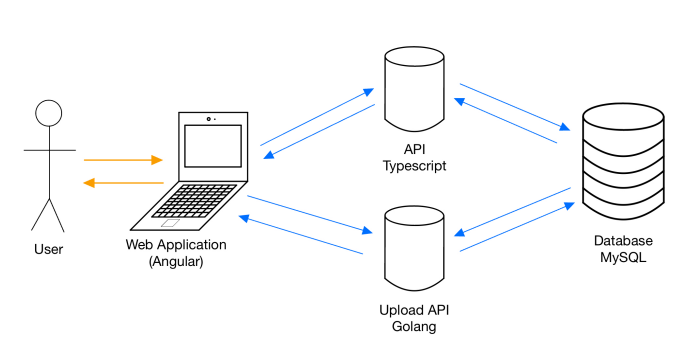 User
Web Application
(Angular)
API
Typescript
Upload API
Golang
Database
MySQL